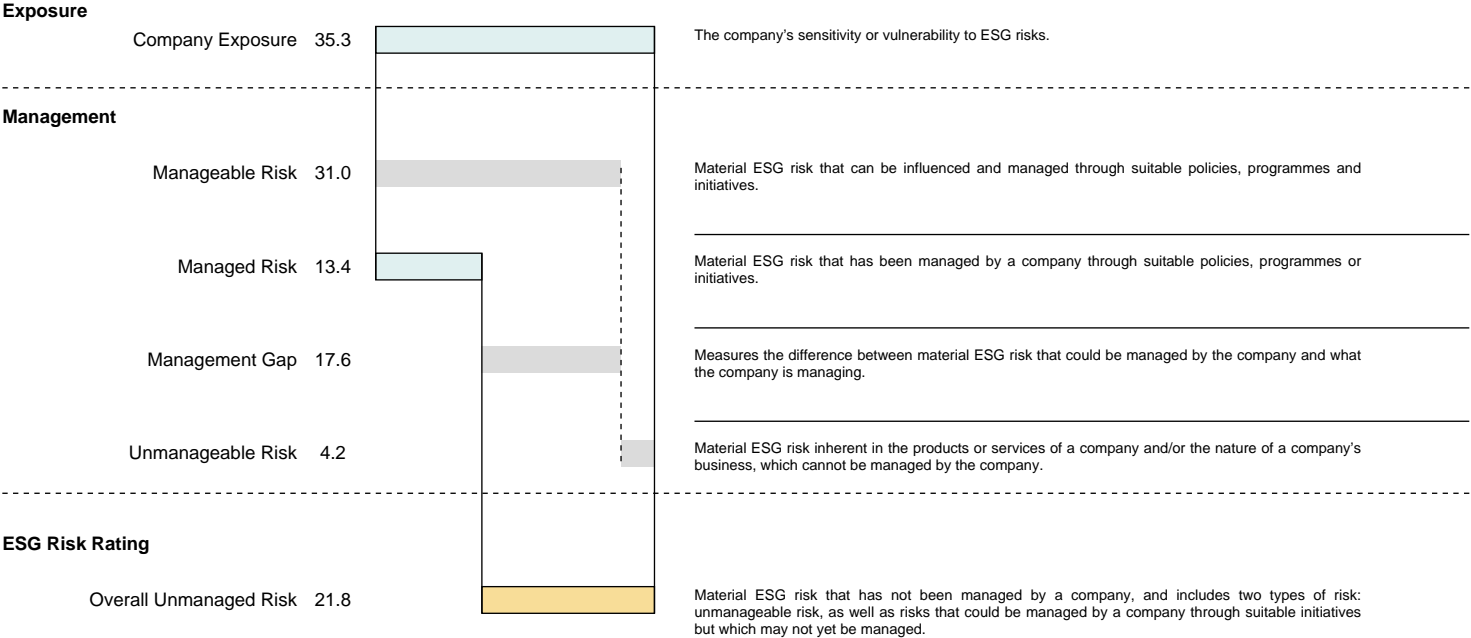 Exposure
Company Exposure 35.3
The company’s sensitivity or vulnerability to ESG risks.
Management
Manageable Risk 31.0
Material ESG risk that can be influenced and managed through suitable policies, programmes and
initiatives.
Managed Risk 13.4
Material ESG risk that has been managed by a company through suitable policies, programmes or
initiatives.
Management Gap 17.6
Measures the difference between material ESG risk that could be managed by the company and what
the company is managing.
Unmanageable Risk 4.2
Material ESG risk inherent in the products or services of a company and/or the nature of a company’s
business, which cannot be managed by the company.
ESG Risk Rating
Overall Unmanaged Risk 21.8
Material ESG risk that has not been managed by a company, and includes two types of risk:
unmanageable risk, as well as risks that could be managed by a company through suitable initiatives
but which may not yet be managed.